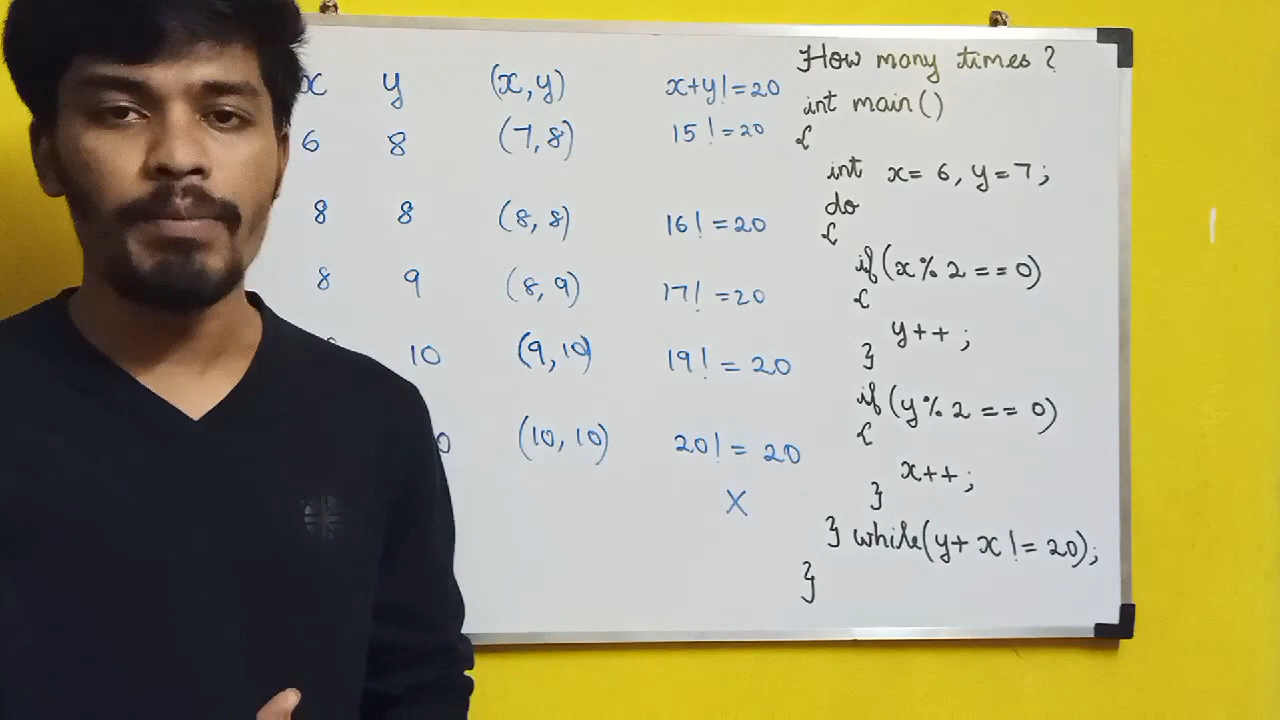 x y (x,y) x+y!=20
6 8 (7,8) 15!=20
8 8 (8,8) 16!=20
8 9 (8,9) 17!=20
10 (9,10) 19!=20
(10,10) 20!=20
X
How many times?
int main()
{
int x=6,y=7;
do
{
if(x%2==0)
{
y++;
}
if(y%2==0)
{
x++;
}
} while(y+x!=20);
}